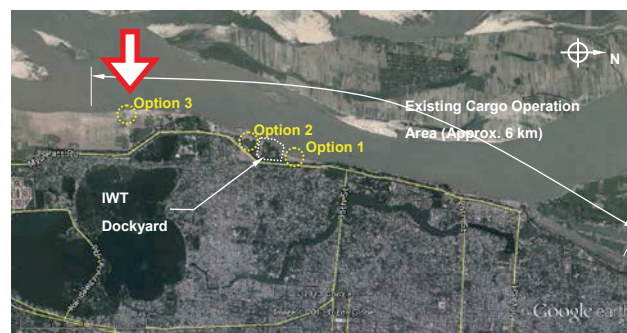 N
Option 3
Existing Cargo Operation
Area (Approx. 6 km)
Option 2
Option 1
IWT
Dockyard
Google earth